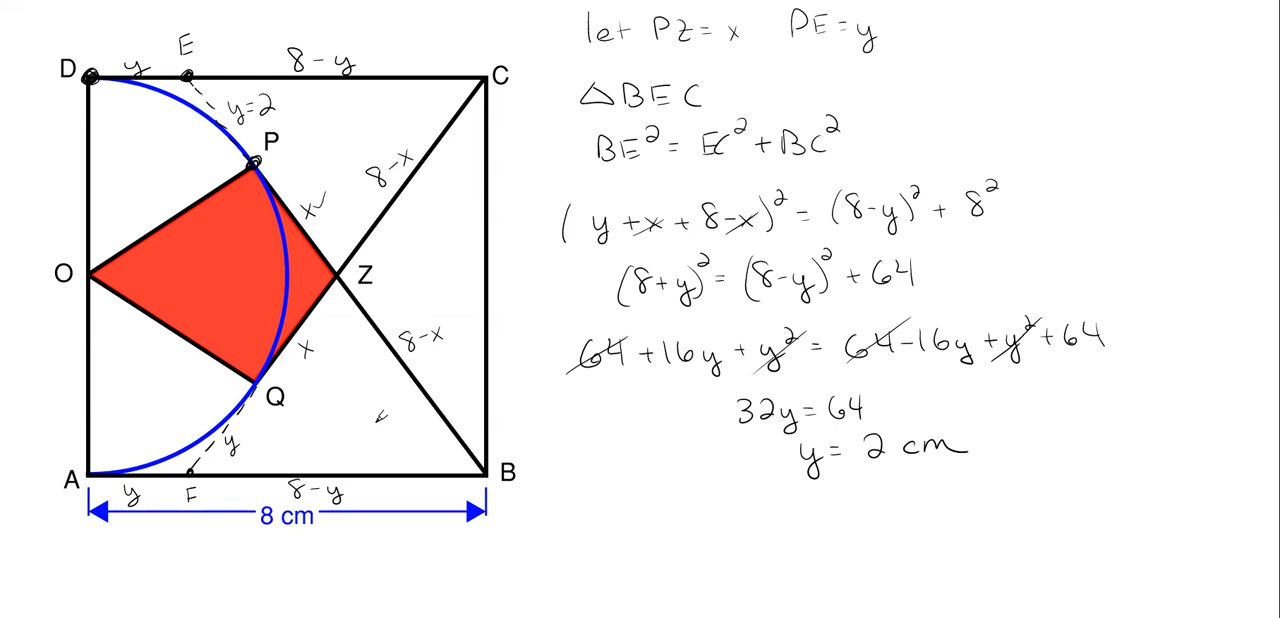 let PZ = x DE = y
△BEC
BE² = EC² + BC²
(y + x + 8 - x)² = (8 - y)² + 8²
(8 + y)² = (8 - y)² + 64
64 + 16y + y² = 64 - 16y + y² + 64
32y = 64
y = 2 cm
E
D y 8 - y C
y = 2
P
8 - x
x
O Z
x 8 - x
Q
y
A y F 8 - y B
8 cm